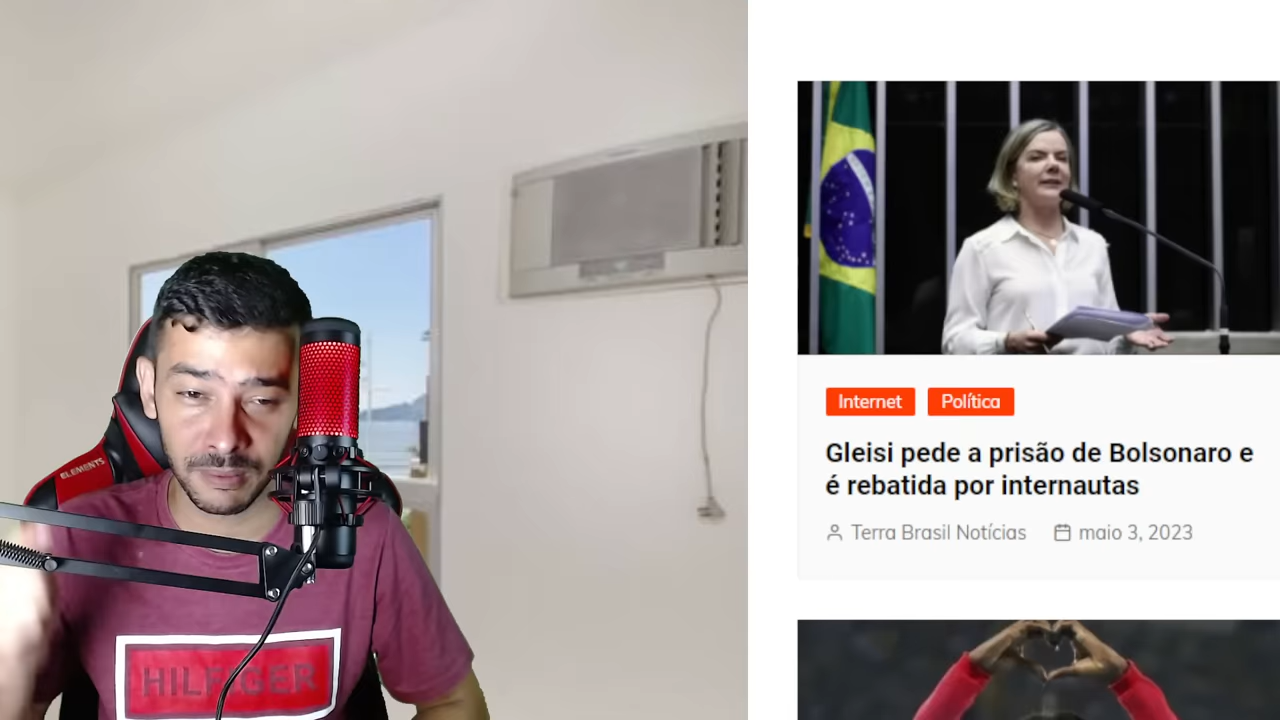 ELEMENTS
HILFIGER
Internet
Política
Gleisi pede a prisão de Bolsonaro e
é rebatida por internautas
Terra Brasil Notícias
maio 3, 2023